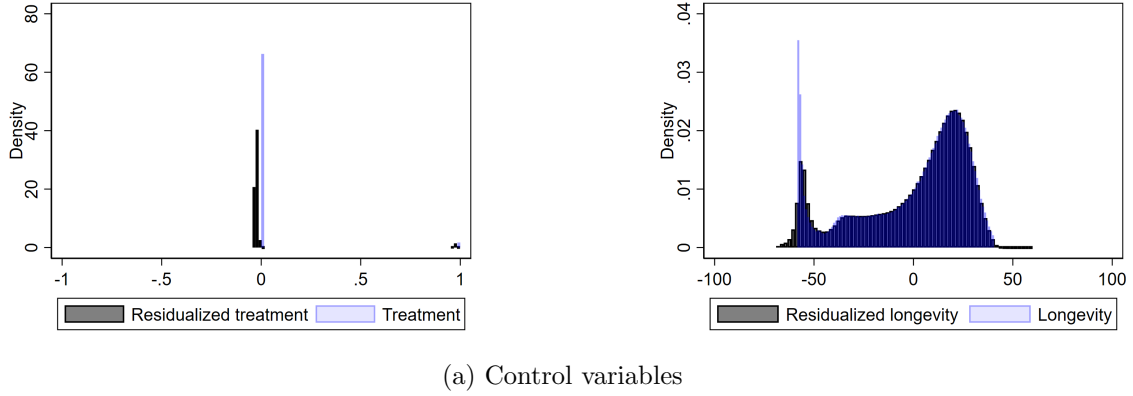 Density
80
60
40
20
0
-1
-.5
0
.5
1
Residualized treatment
Treatment
Density
.04
.03
.02
.01
0
-100
-50
0
50
100
Residualized longevity
Longevity
(a) Control variables